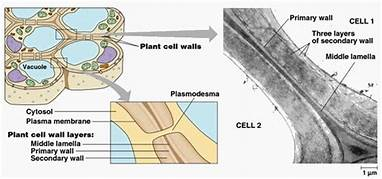 Plant cell walls
Vacuole
Plasmodesma
Cytosol
Plasma membrane
Plant cell wall layers:
Middle lamella
Primary wall
Secondary wall
Primary wall
CELL 1
Three layers
of secondary wall
Middle lamella
CELL 2
1 µm